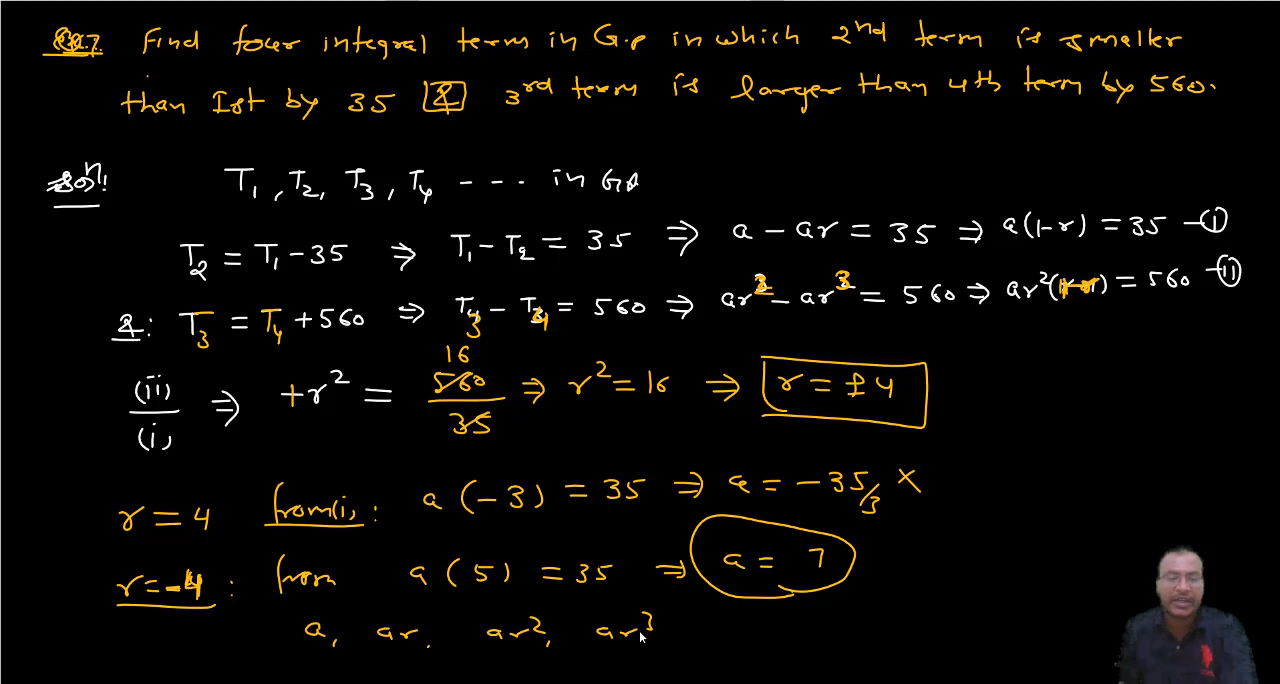 Find four integral term in G.P in which 2nd term is smaller
than Ist by 35 & 3rd term is larger than 4th term by 560.
Soln:
T1, T2, T3, T4 --- ... in GP
T2 = T1 - 35 ⇒ T1 - T2 = 35 ⇒ a - ar = 35 ⇒ a(1-r) = 35 - (i)
&: T3 = T4 + 560 ⇒ T3 - T4 = 560 ⇒ ar² - ar³ = 560 ⇒ ar²(1-r) = 560 - (ii)
(ii)/(i) ⇒ +r² = 560/35 16 ⇒ r² = 16 ⇒ r = ±4
r = 4 from (i): a(-3) = 35 ⇒ a = -35/3 ×
r = -4: from a(5) = 35 ⇒ a = 7
a, ar, ar², ar³